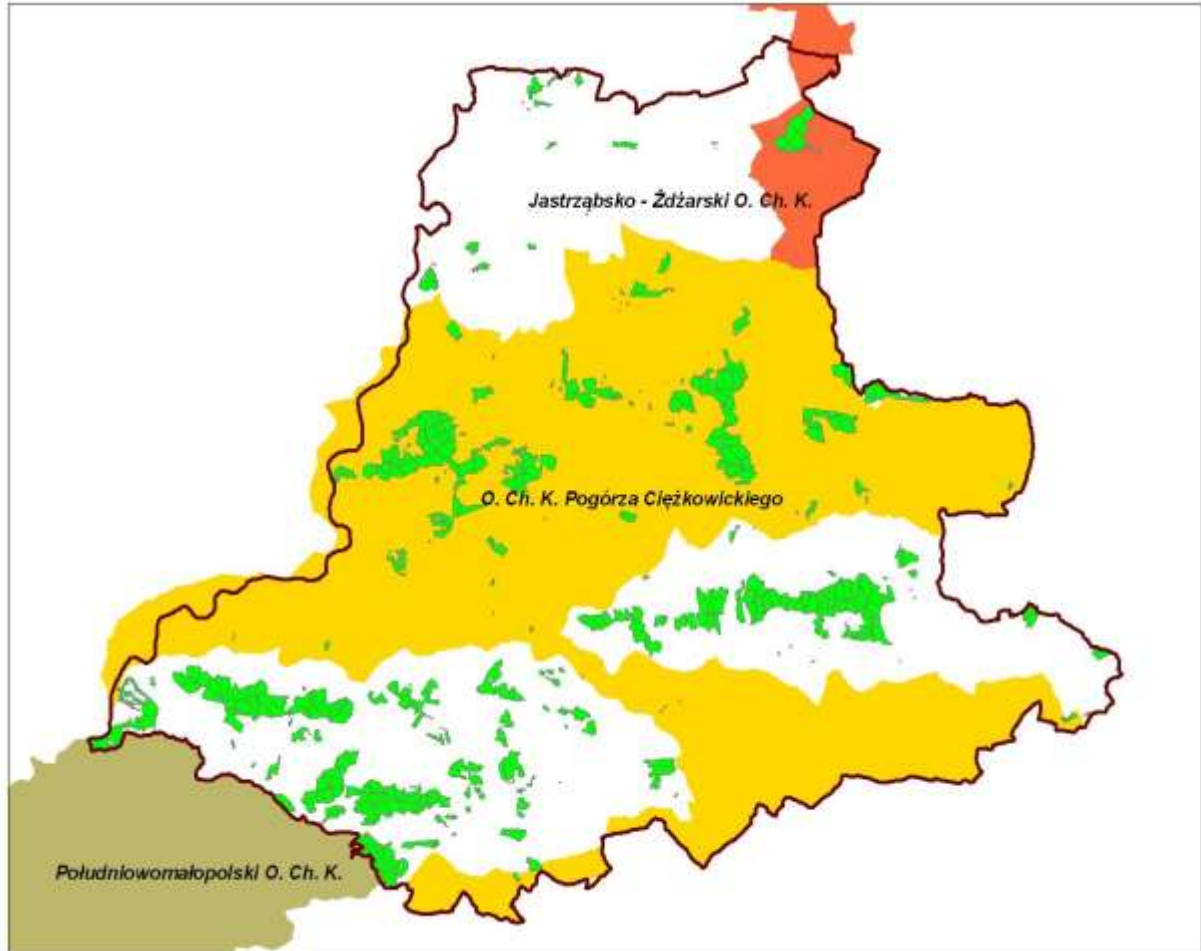 Jastrząbsko - Żdżarski O. Ch. K.
O. Ch. K. Pogórza Ciężkowickiego
Południowomałopolski O. Ch. K.